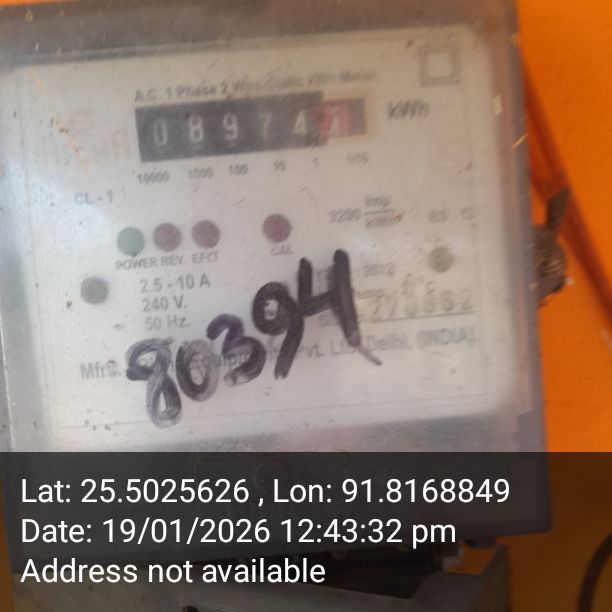 A.C. 1 Phase 2 Wire Static kWh Meter
0 8 9 7 4 kWh
10000 1000 100 10 1
CL - 1
3200 imp/kWh
POWER REV. EFLT CAL
2.5 - 10 A
240 V.
50 Hz.
80394
Mfrs. Pvt. Ltd. Delhi, (INDIA)
Lat: 25.5025626 , Lon: 91.8168849
Date: 19/01/2026 12:43:32 pm
Address not available